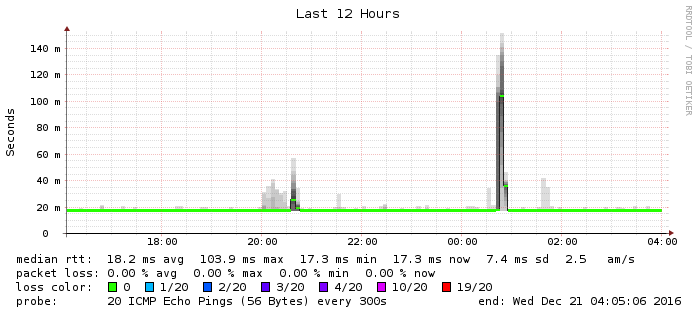 Last 12 Hours
RRDTOOL / TOBI OETIKER
Seconds
140 m
120 m
100 m
80 m
60 m
40 m
20 m
0
18:00 20:00 22:00 00:00 02:00 04:00
median rtt: 18.2 ms avg 103.9 ms max 17.3 ms min 17.3 ms now 7.4 ms sd 2.5 am/s
packet loss: 0.00 % avg 0.00 % max 0.00 % min 0.00 % now
loss color: 0 1/20 2/20 3/20 4/20 10/20 19/20
probe: 20 ICMP Echo Pings (56 Bytes) every 300s end: Wed Dec 21 04:05:06 2016